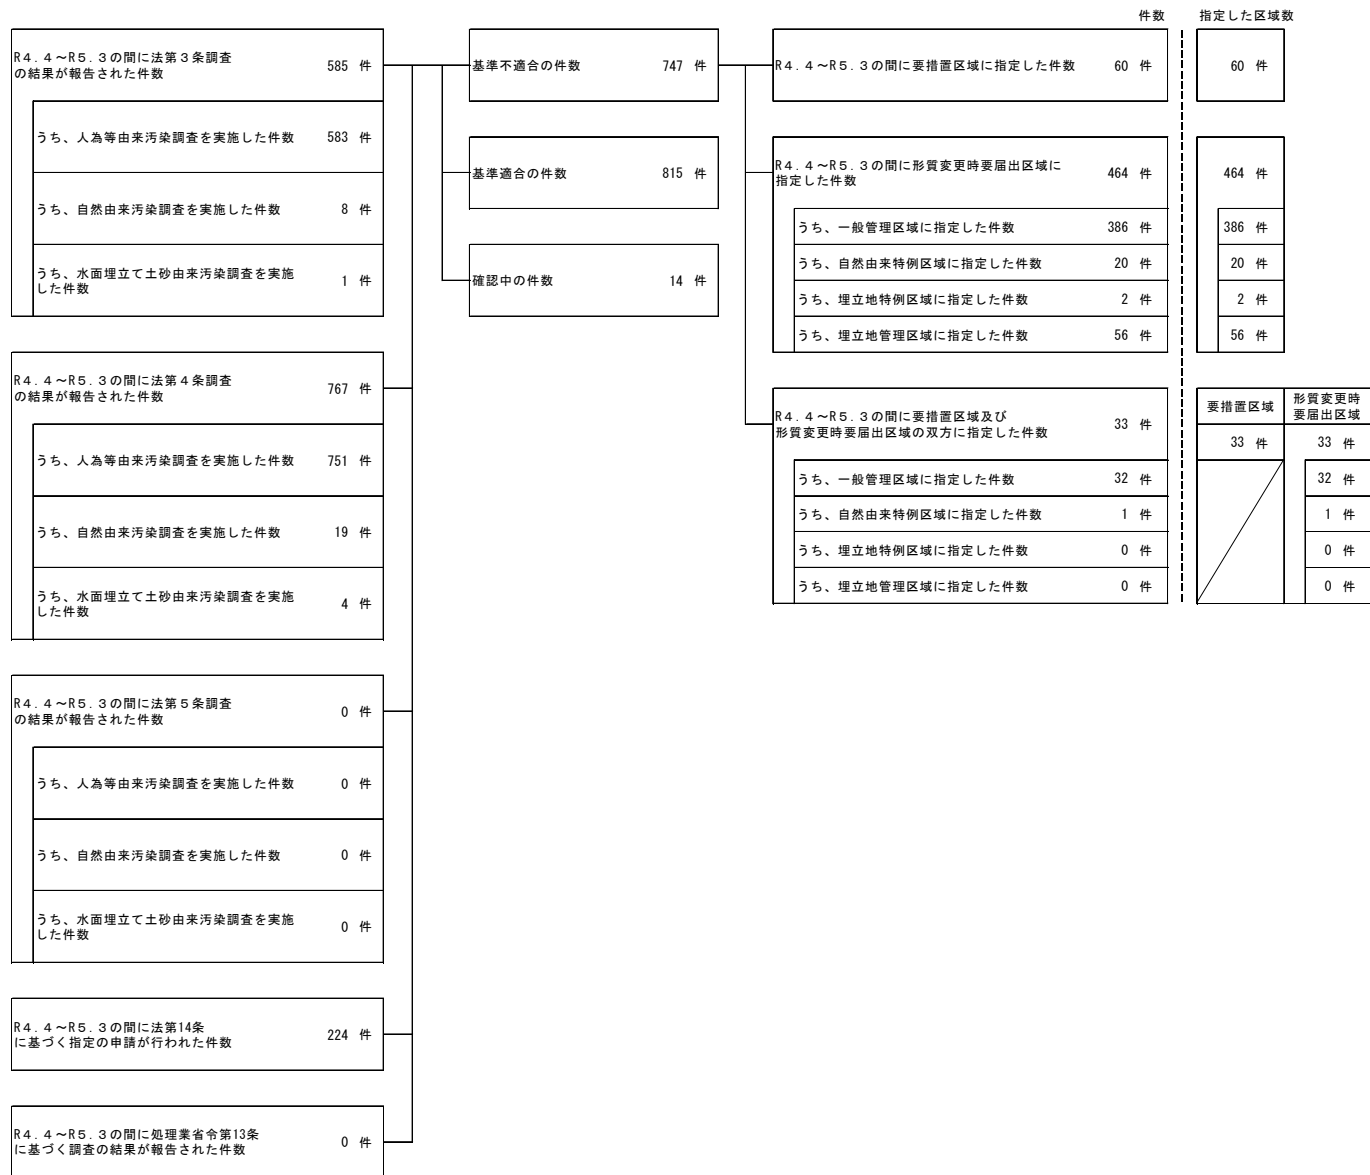 件数 指定した区域数
R4.4～R5.3の間に法第３条調査
の結果が報告された件数 585 件
うち、人為等由来汚染調査を実施した件数 583 件
うち、自然由来汚染調査を実施した件数 8 件
うち、水面埋立て土砂由来汚染調査を実施
した件数 1 件
R4.4～R5.3の間に法第４条調査
の結果が報告された件数 767 件
うち、人為等由来汚染調査を実施した件数 751 件
うち、自然由来汚染調査を実施した件数 19 件
うち、水面埋立て土砂由来汚染調査を実施
した件数 4 件
R4.4～R5.3の間に法第５条調査
の結果が報告された件数 0 件
うち、人為等由来汚染調査を実施した件数 0 件
うち、自然由来汚染調査を実施した件数 0 件
うち、水面埋立て土砂由来汚染調査を実施
した件数 0 件
R4.4～R5.3の間に法第14条
に基づく指定の申請が行われた件数 224 件
R4.4～R5.3の間に処理業省令第13条
に基づく調査の結果が報告された件数 0 件
基準不適合の件数 747 件
基準適合の件数 815 件
確認中の件数 14 件
R4.4～R5.3の間に要措置区域に指定した件数 60 件 60 件
R4.4～R5.3の間に形質変更時要届出区域に
指定した件数 464 件 464 件
うち、一般管理区域に指定した件数 386 件 386 件
うち、自然由来特例区域に指定した件数 20 件 20 件
うち、埋立地特例区域に指定した件数 2 件 2 件
うち、埋立地管理区域に指定した件数 56 件 56 件
要措置区域 形質変更時
要届出区域
R4.4～R5.3の間に要措置区域及び
形質変更時要届出区域の双方に指定した件数 33 件 33 件 33 件
うち、一般管理区域に指定した件数 32 件 32 件
うち、自然由来特例区域に指定した件数 1 件 1 件
うち、埋立地特例区域に指定した件数 0 件 0 件
うち、埋立地管理区域に指定した件数 0 件 0 件